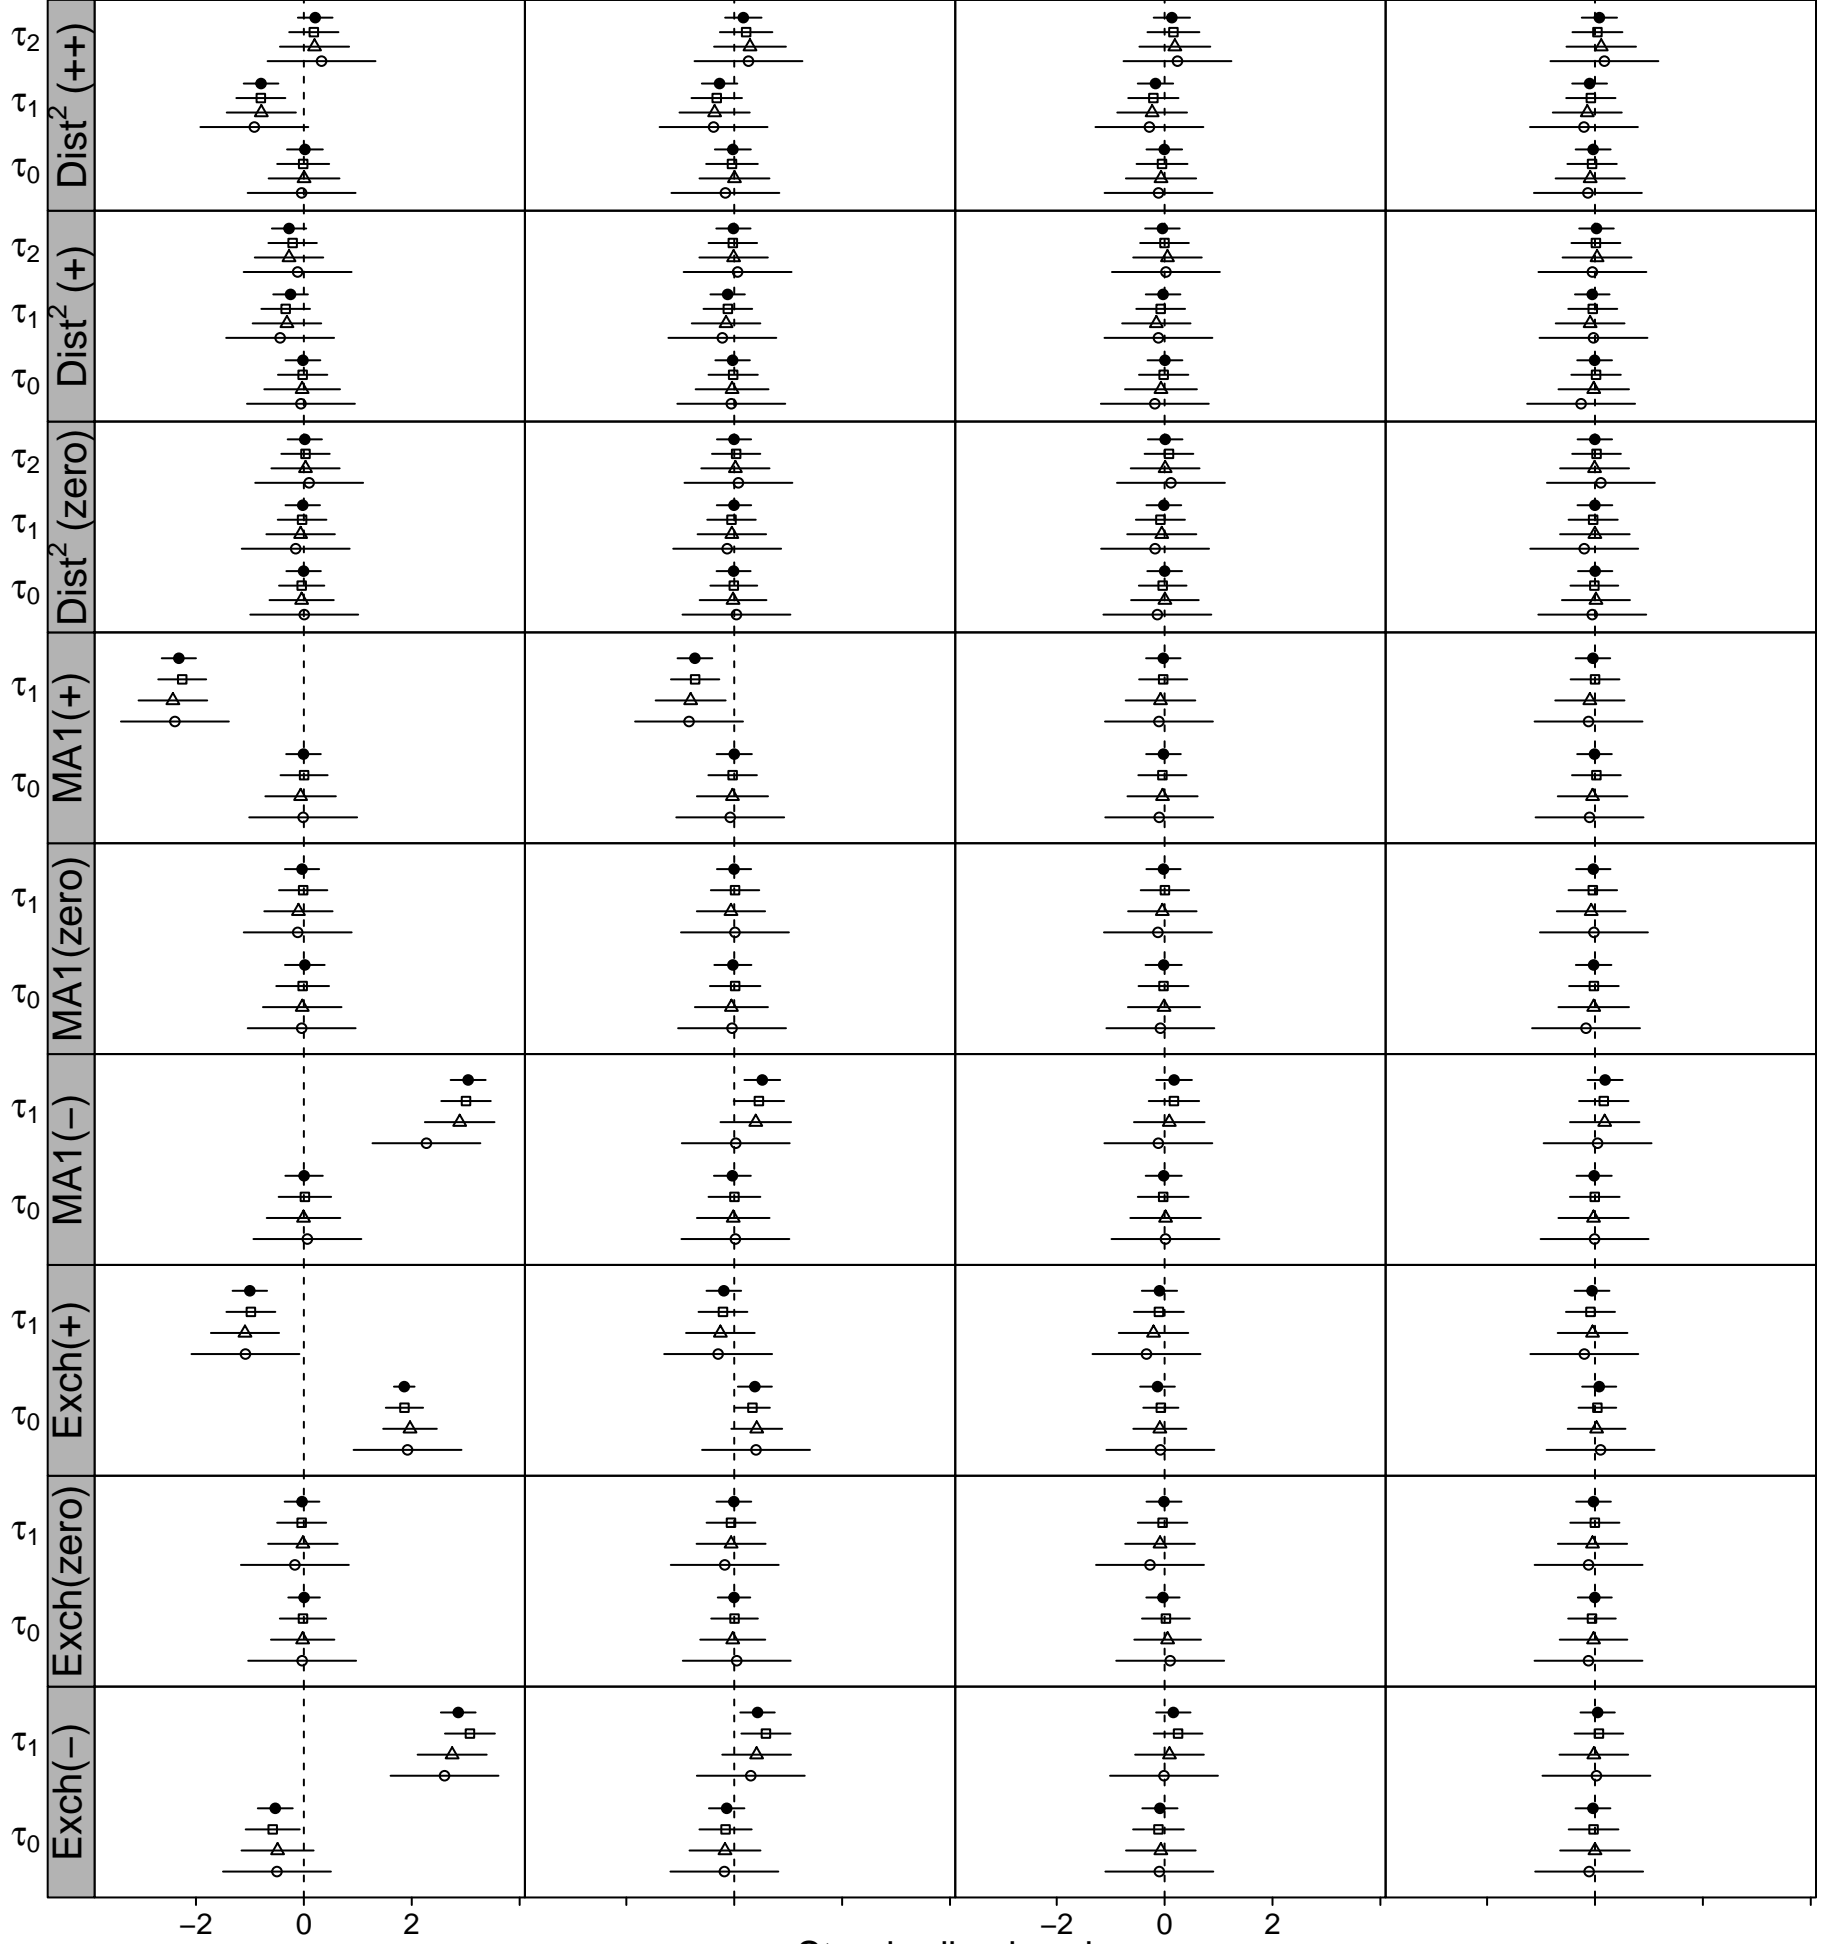 τ2
τ1
τ0
Dist² (++)
τ2
τ1
τ0
Dist² (+)
τ2
τ1
τ0
Dist² (zero)
τ1
τ0
MA1(+)
τ1
τ0
MA1(zero)
τ1
τ0
MA1(−)
τ1
τ0
Exch(+)
τ1
τ0
Exch(zero)
τ1
τ0
Exch(−)
−2 0 2 −2 0 2